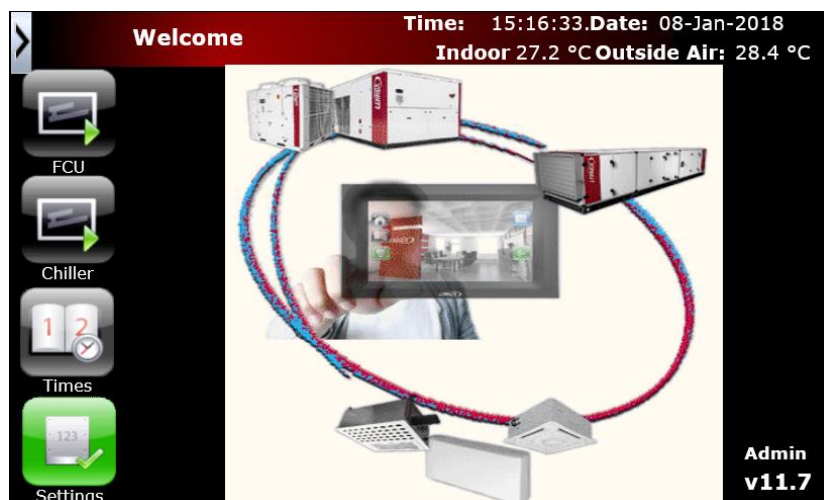 Welcome
Time: 15:16:33.Date: 08-Jan-2018
Indoor 27.2 °C Outside Air: 28.4 °C
FCU
Chiller
1 2
Times
123
Settings
Admin
v11.7